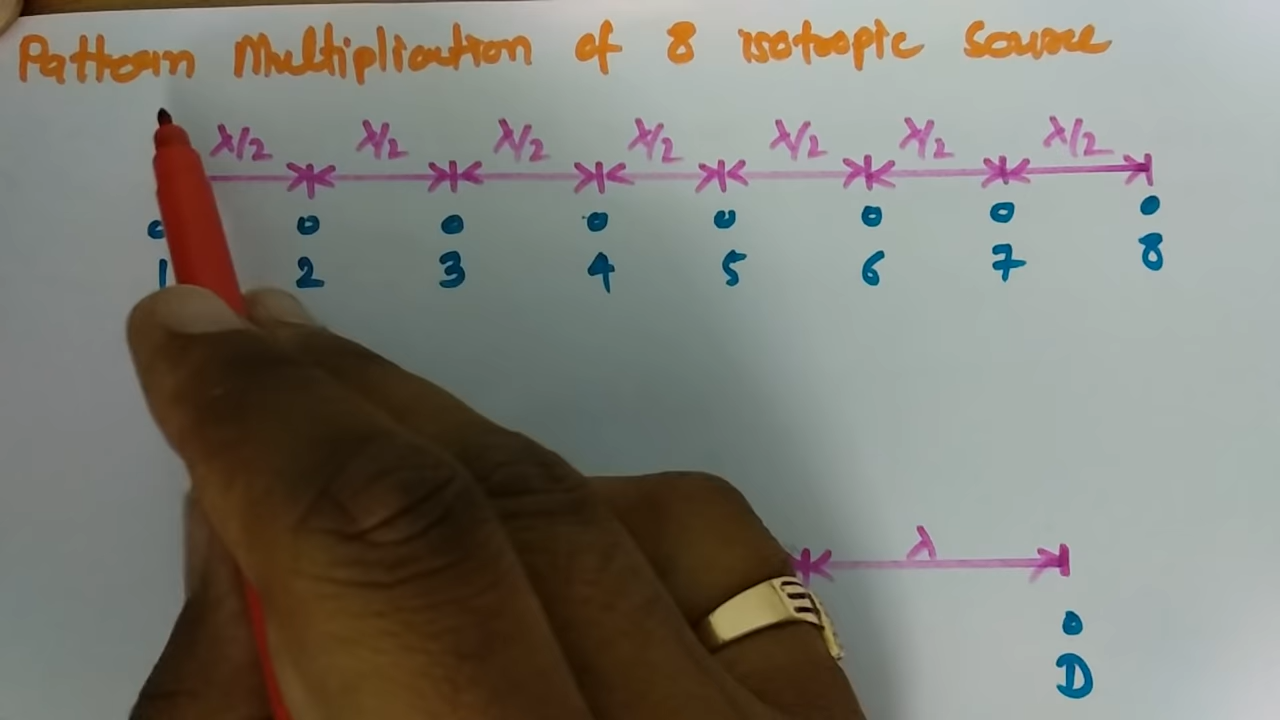 Pattern Multiplication of 8 isotropic source
λ/2 λ/2 λ/2 λ/2 λ/2 λ/2 λ/2
1 2 3 4 5 6 7 8
λ
D